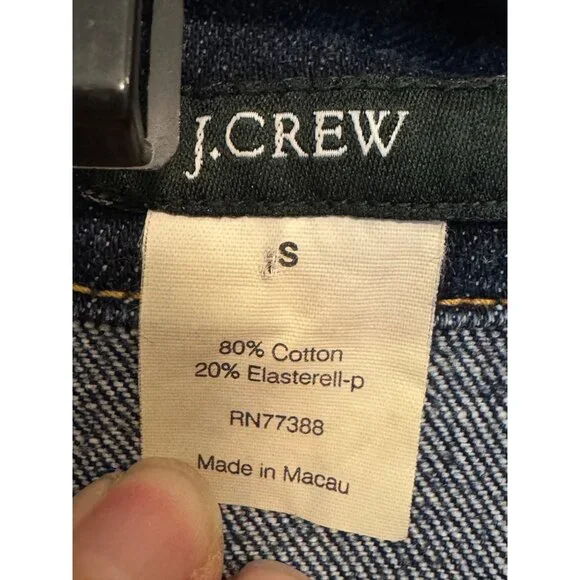 J.CREW
S
80% Cotton
20% Elasterell-p
RN77388
Made in Macau